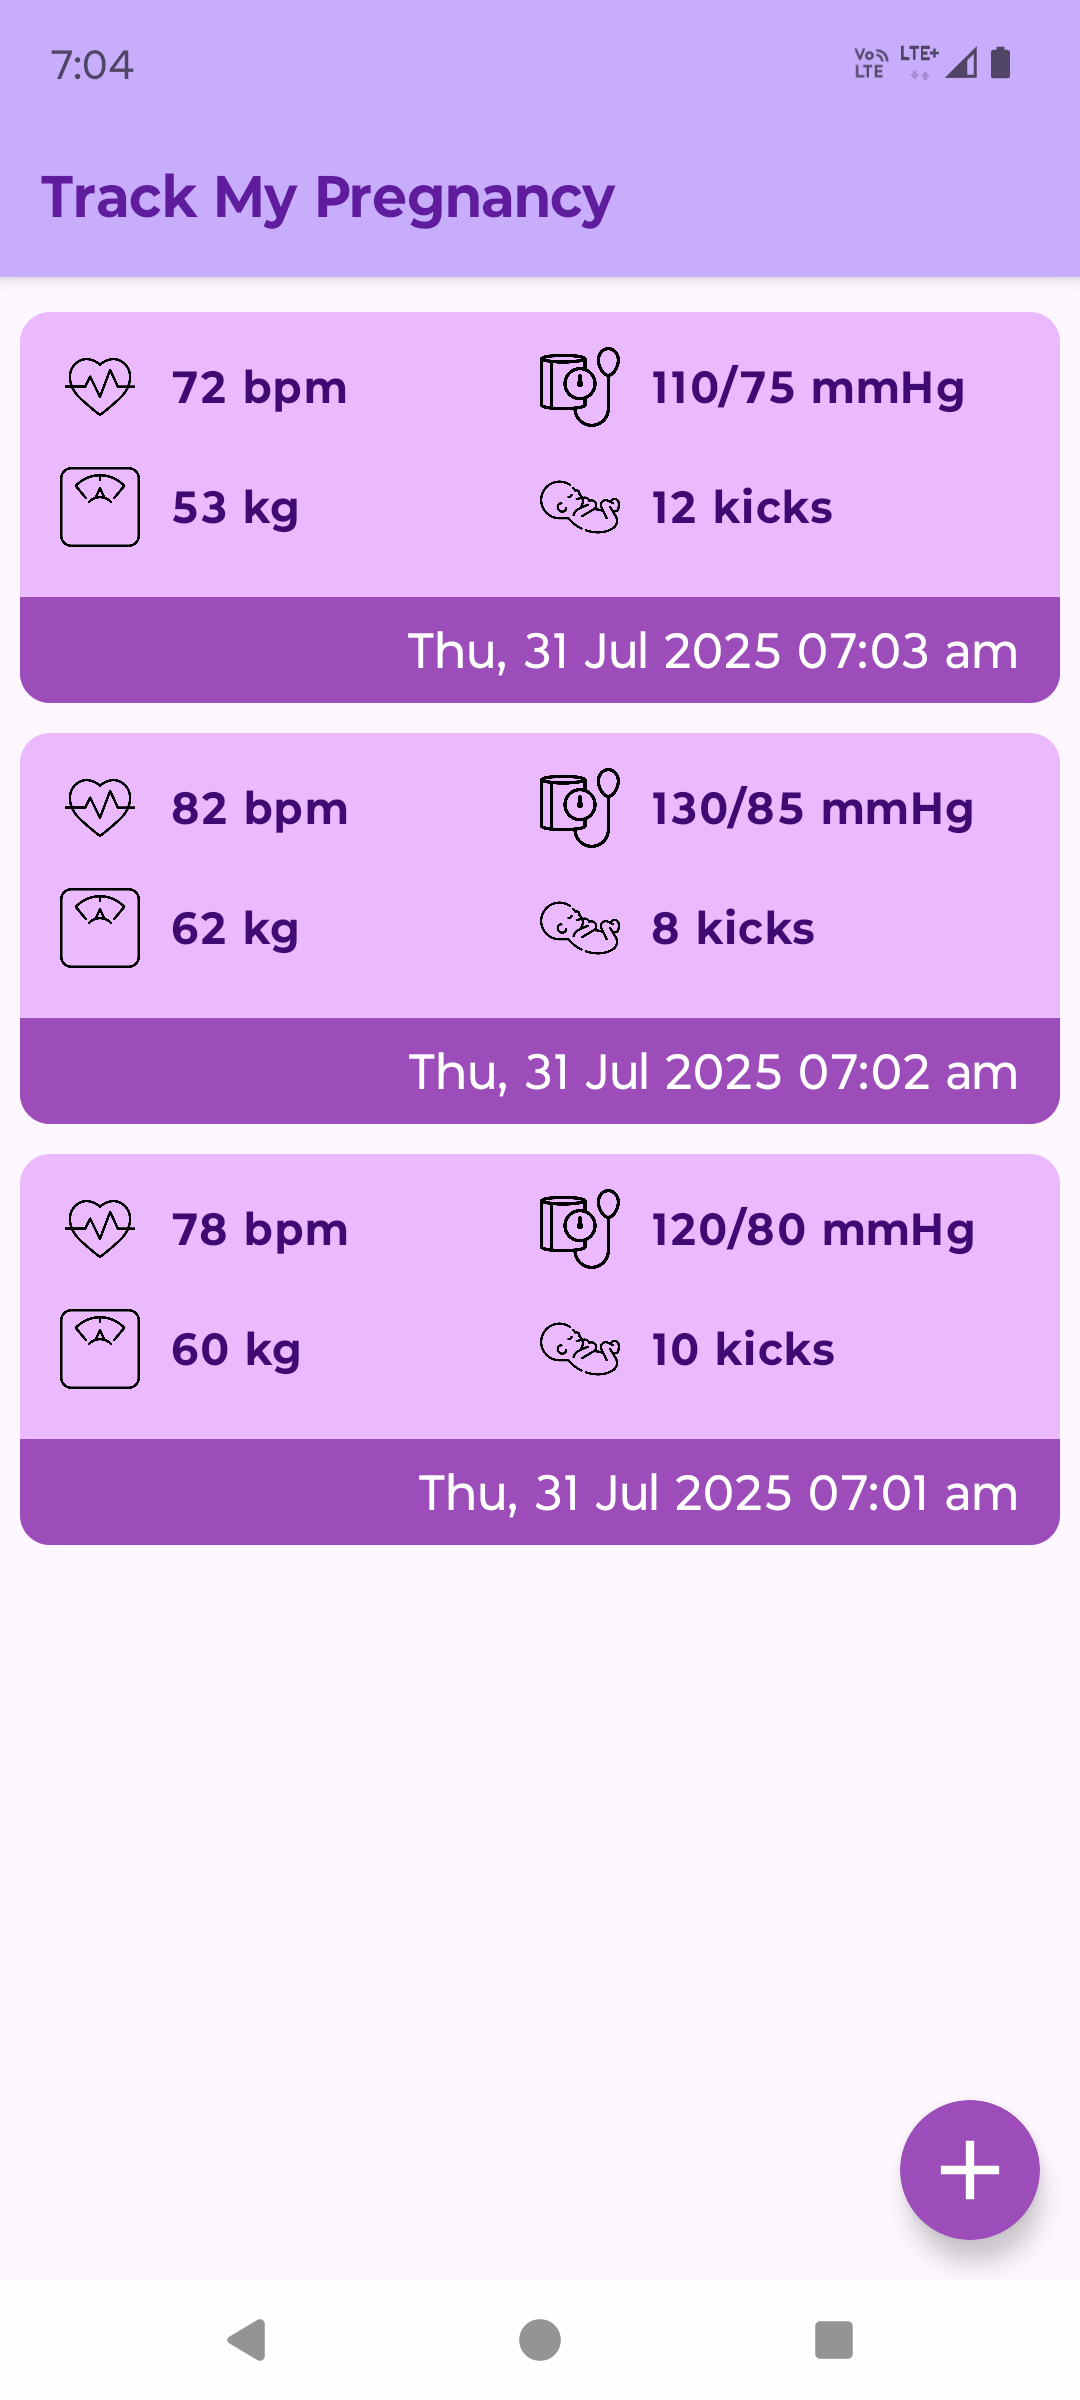 7:04
Vo LTE LTE+
Track My Pregnancy
72 bpm 110/75 mmHg
53 kg 12 kicks
Thu, 31 Jul 2025 07:03 am
82 bpm 130/85 mmHg
62 kg 8 kicks
Thu, 31 Jul 2025 07:02 am
78 bpm 120/80 mmHg
60 kg 10 kicks
Thu, 31 Jul 2025 07:01 am